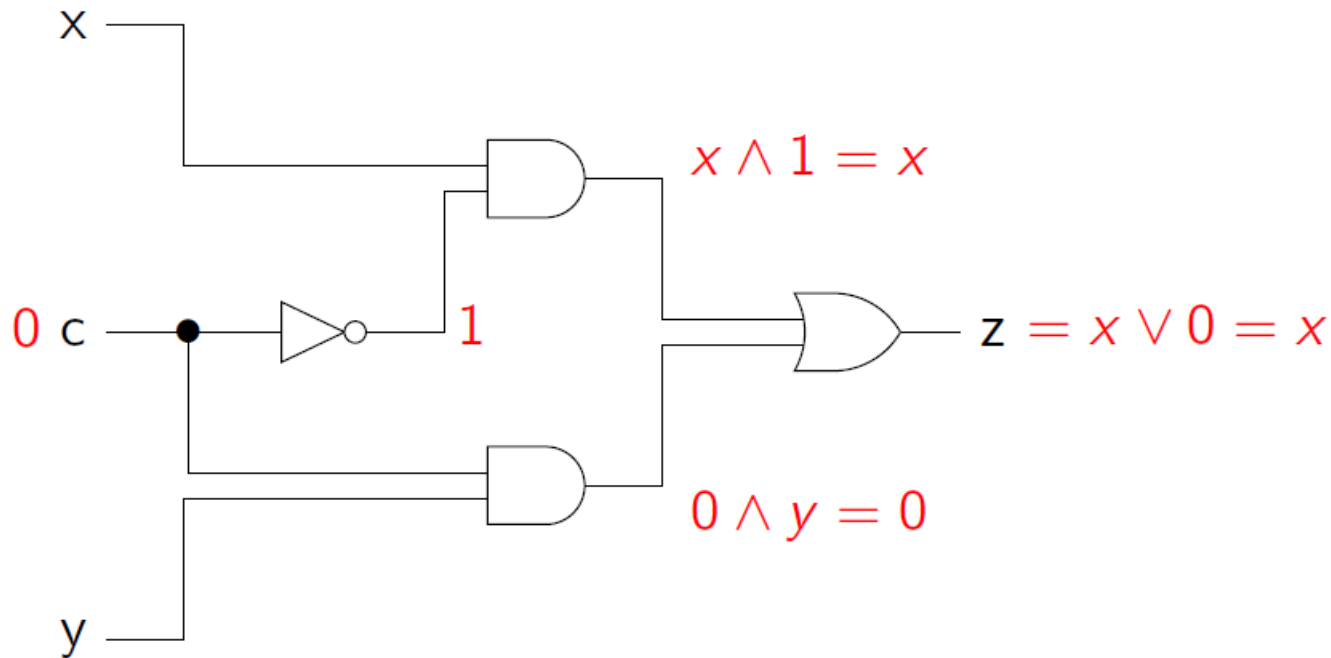 x
x ∧ 1 = x
0 c 1 z = x ∨ 0 = x
0 ∧ y = 0
y